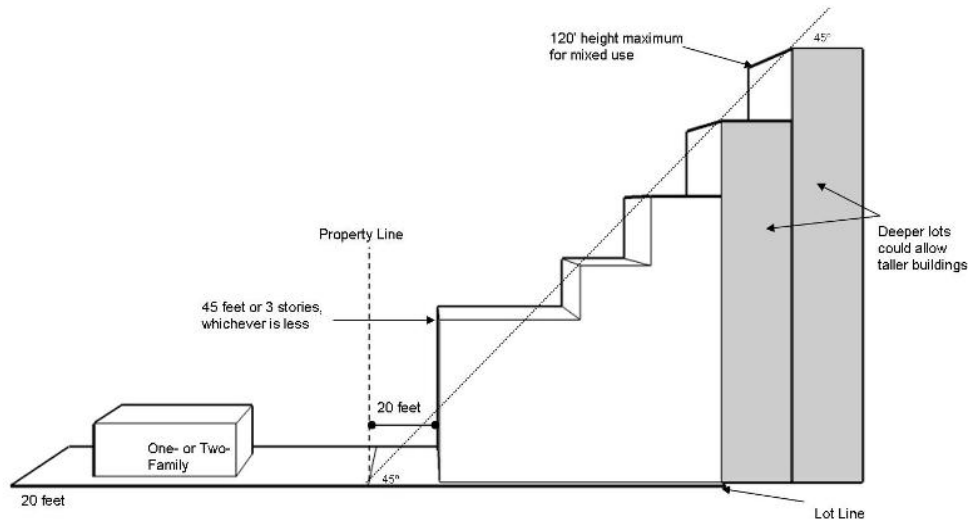 120' height maximum
for mixed use
45°
Property Line
Deeper lots
could allow
taller buildings
45 feet or 3 stories,
whichever is less
20 feet
One- or Two-
Family
45°
20 feet
Lot Line